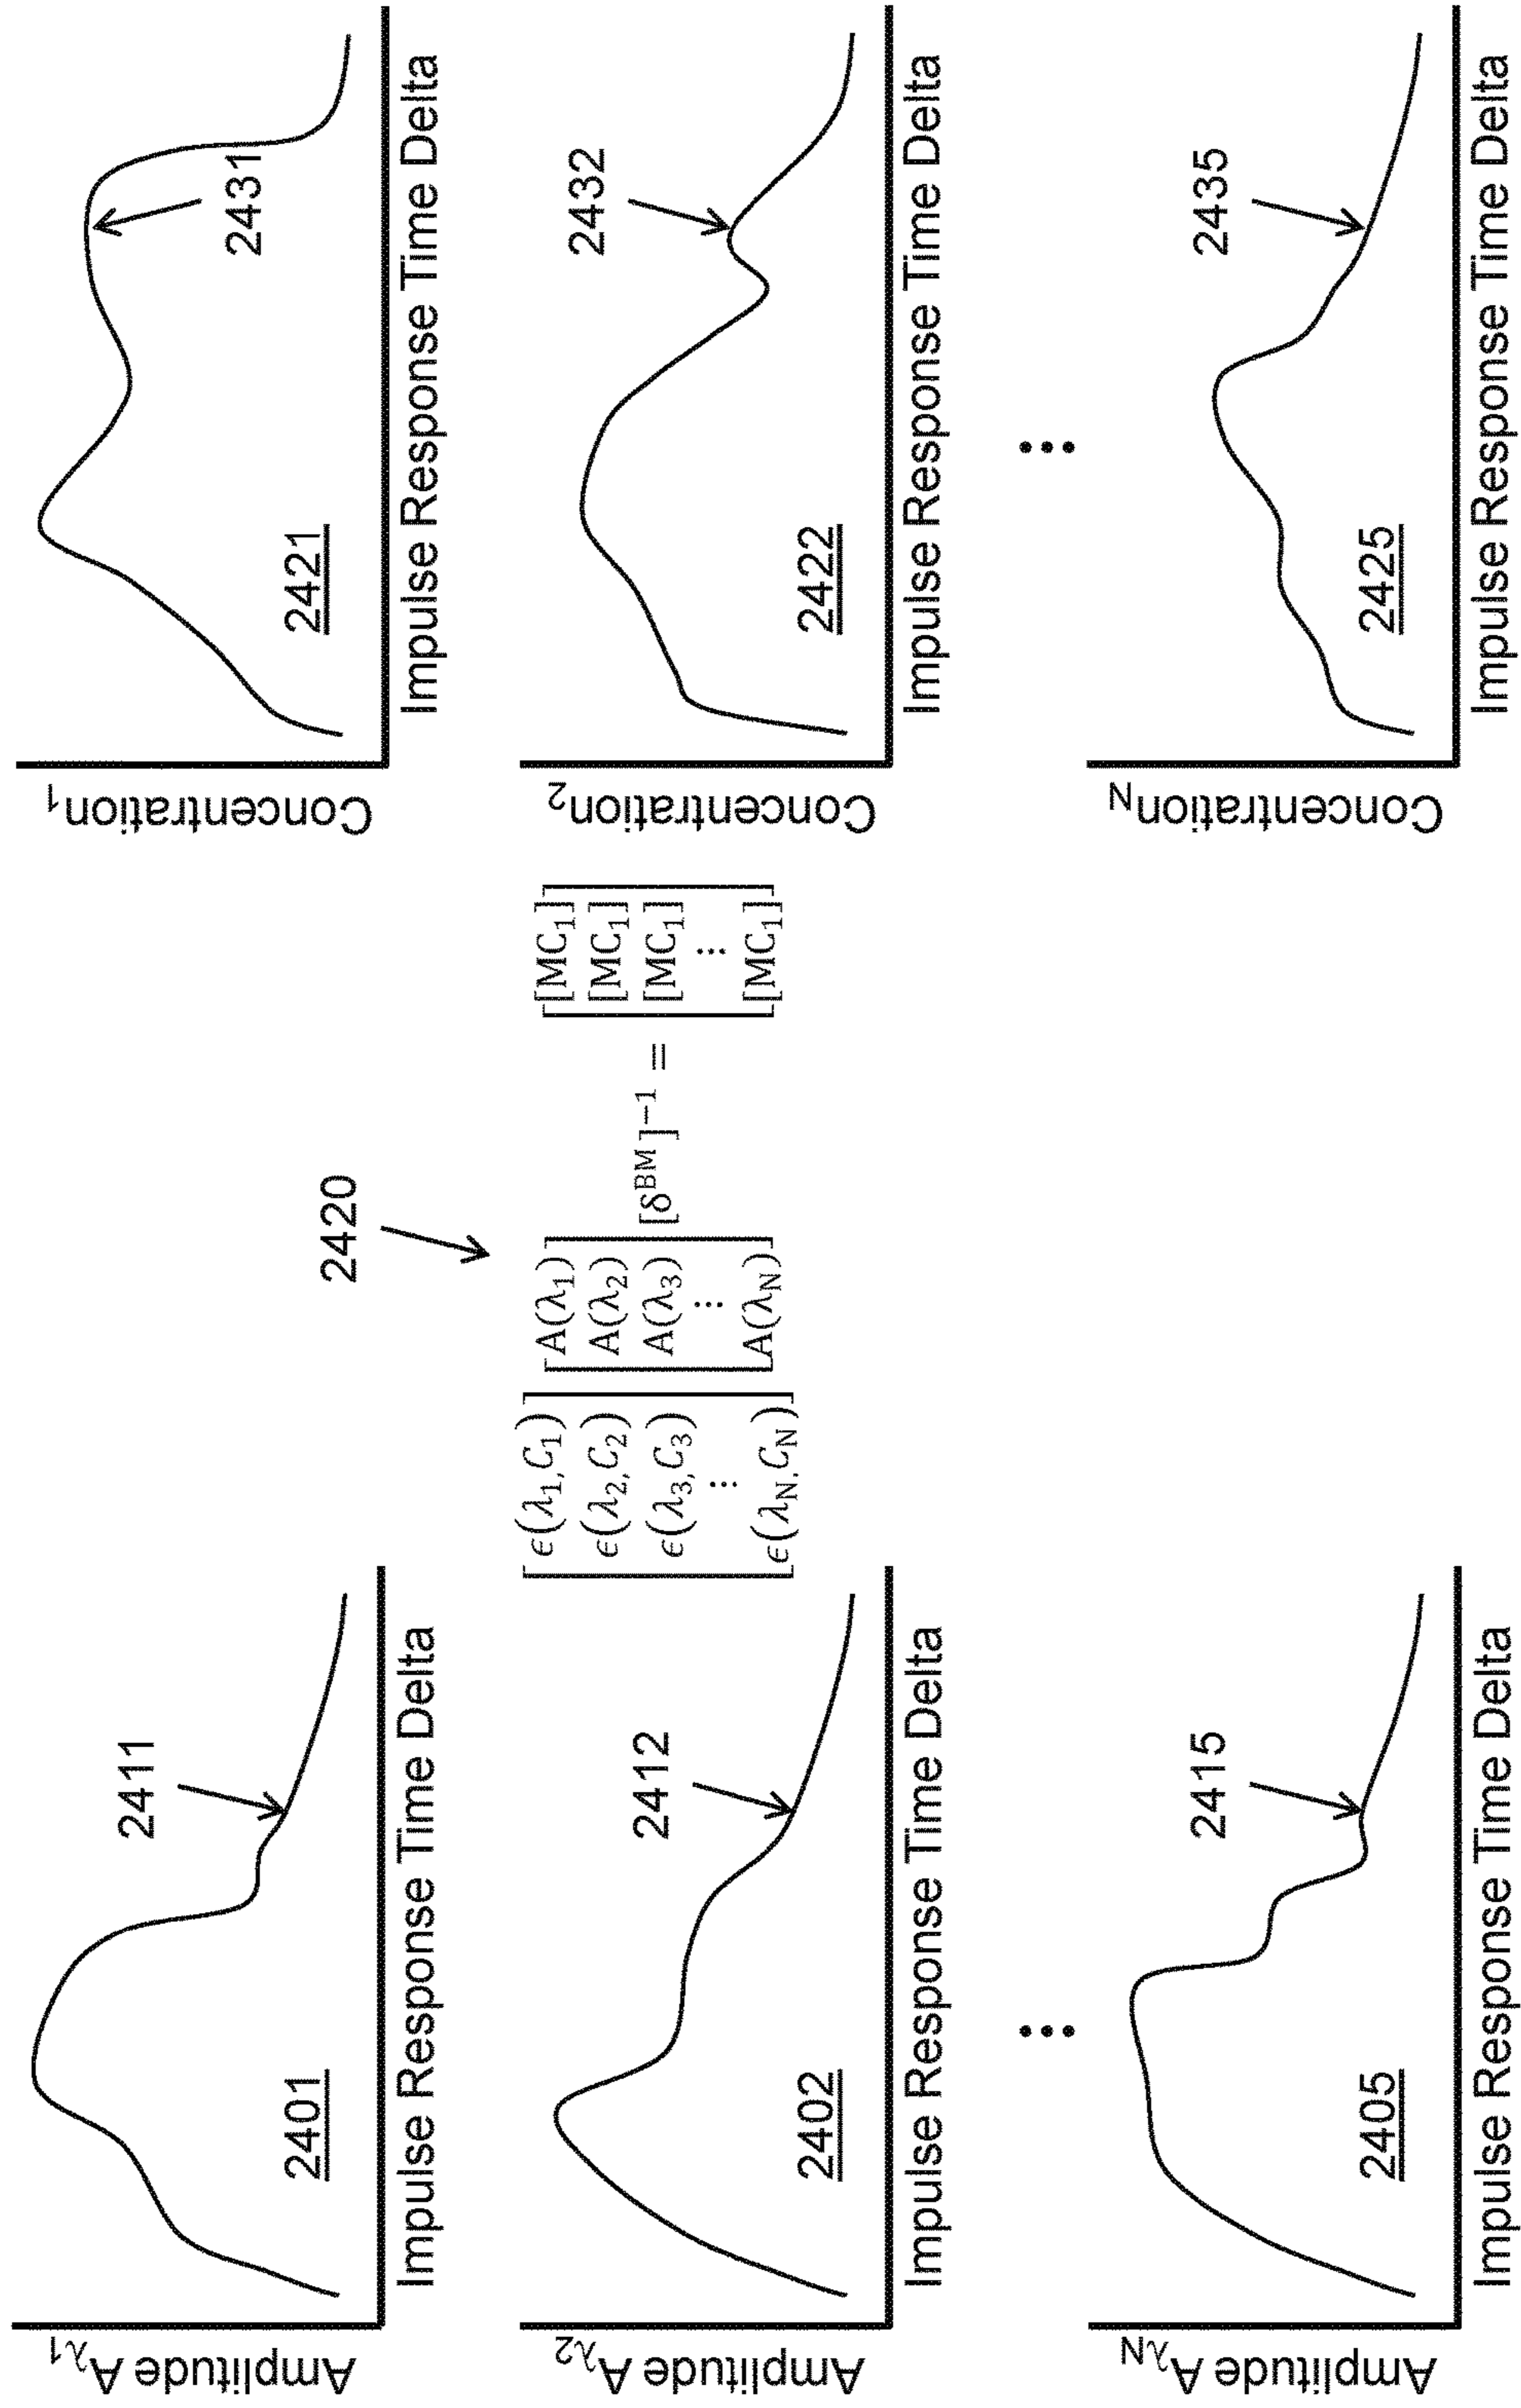 Amplitude Aλ1
2401
2411
Impulse Response Time Delta
Amplitude Aλ2
2402
2412
Impulse Response Time Delta
Amplitude AλN
2405
2415
Impulse Response Time Delta
2420
[ϵ(λ1,C1)] [A(λ1)] [[MC1]]
ϵ(λ2,C2) A(λ2) [MC1]
ϵ(λ3,C3) A(λ3) [δBM]−1 = [MC1]
⋮ ⋮ ⋮
ϵ(λN,CN) A(λN) [MC1]
Concentration1
2421
2431
Impulse Response Time Delta
Concentration2
2422
2432
Impulse Response Time Delta
ConcentrationN
2425
2435
Impulse Response Time Delta